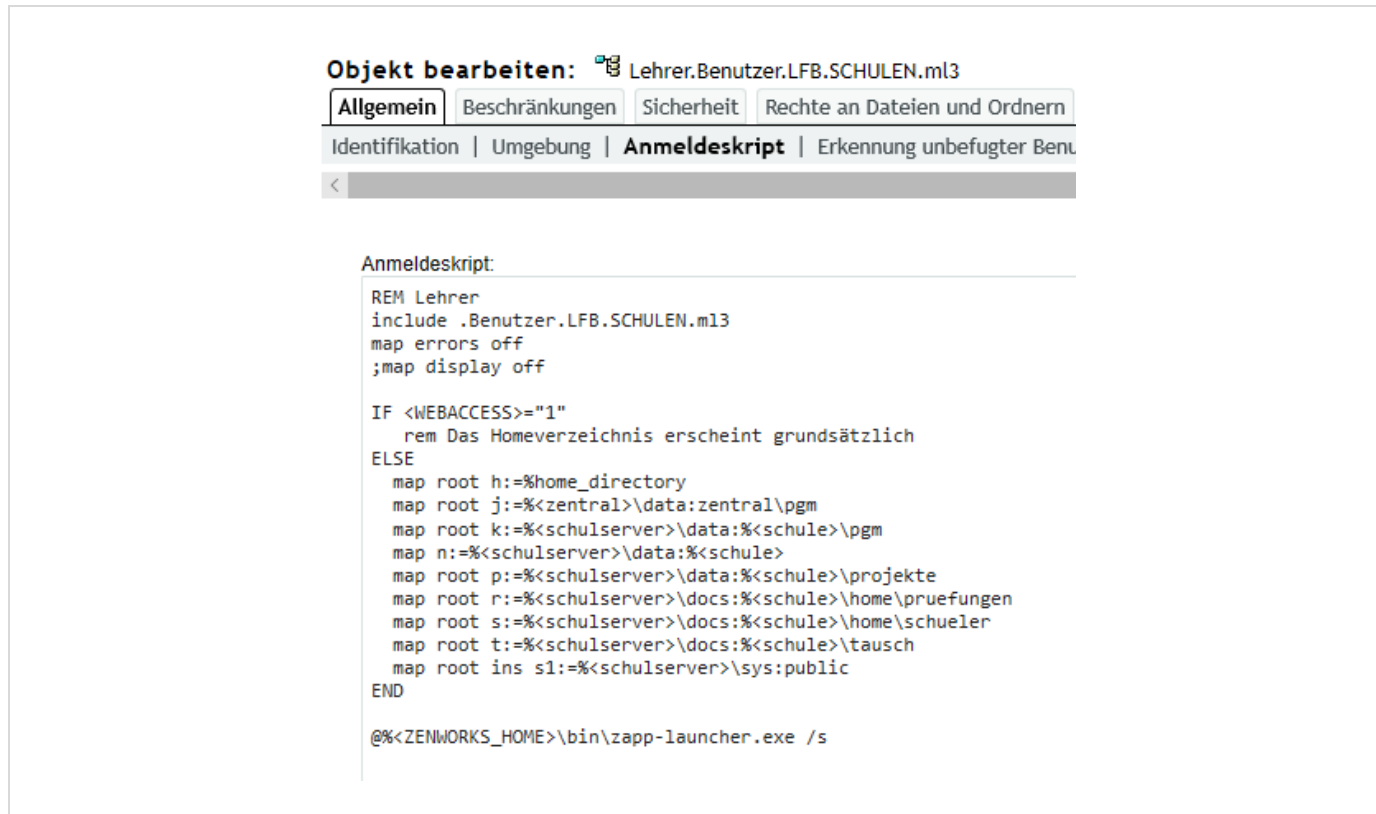 Objekt bearbeiten: Lehrer.Benutzer.LFB.SCHULEN.ml3
Allgemein Beschränkungen Sicherheit Rechte an Dateien und Ordnern
Identifikation | Umgebung | Anmeldeskript | Erkennung unbefugter Benu
<
Anmeldeskript:
REM Lehrer
include .Benutzer.LFB.SCHULEN.ml3
map errors off
;map display off

IF <WEBACCESS>="1"
   rem Das Homeverzeichnis erscheint grundsätzlich
ELSE
  map root h:=%home_directory
  map root j:=%<zentral>\data:zentral\pgm
  map root k:=%<schulserver>\data:%<schule>\pgm
  map n:=%<schulserver>\data:%<schule>
  map root p:=%<schulserver>\data:%<schule>\projekte
  map root r:=%<schulserver>\docs:%<schule>\home\pruefungen
  map root s:=%<schulserver>\docs:%<schule>\home\schueler
  map root t:=%<schulserver>\docs:%<schule>\tausch
  map root ins s1:=%<schulserver>\sys:public
END

@%<ZENWORKS_HOME>\bin\zapp-launcher.exe /s